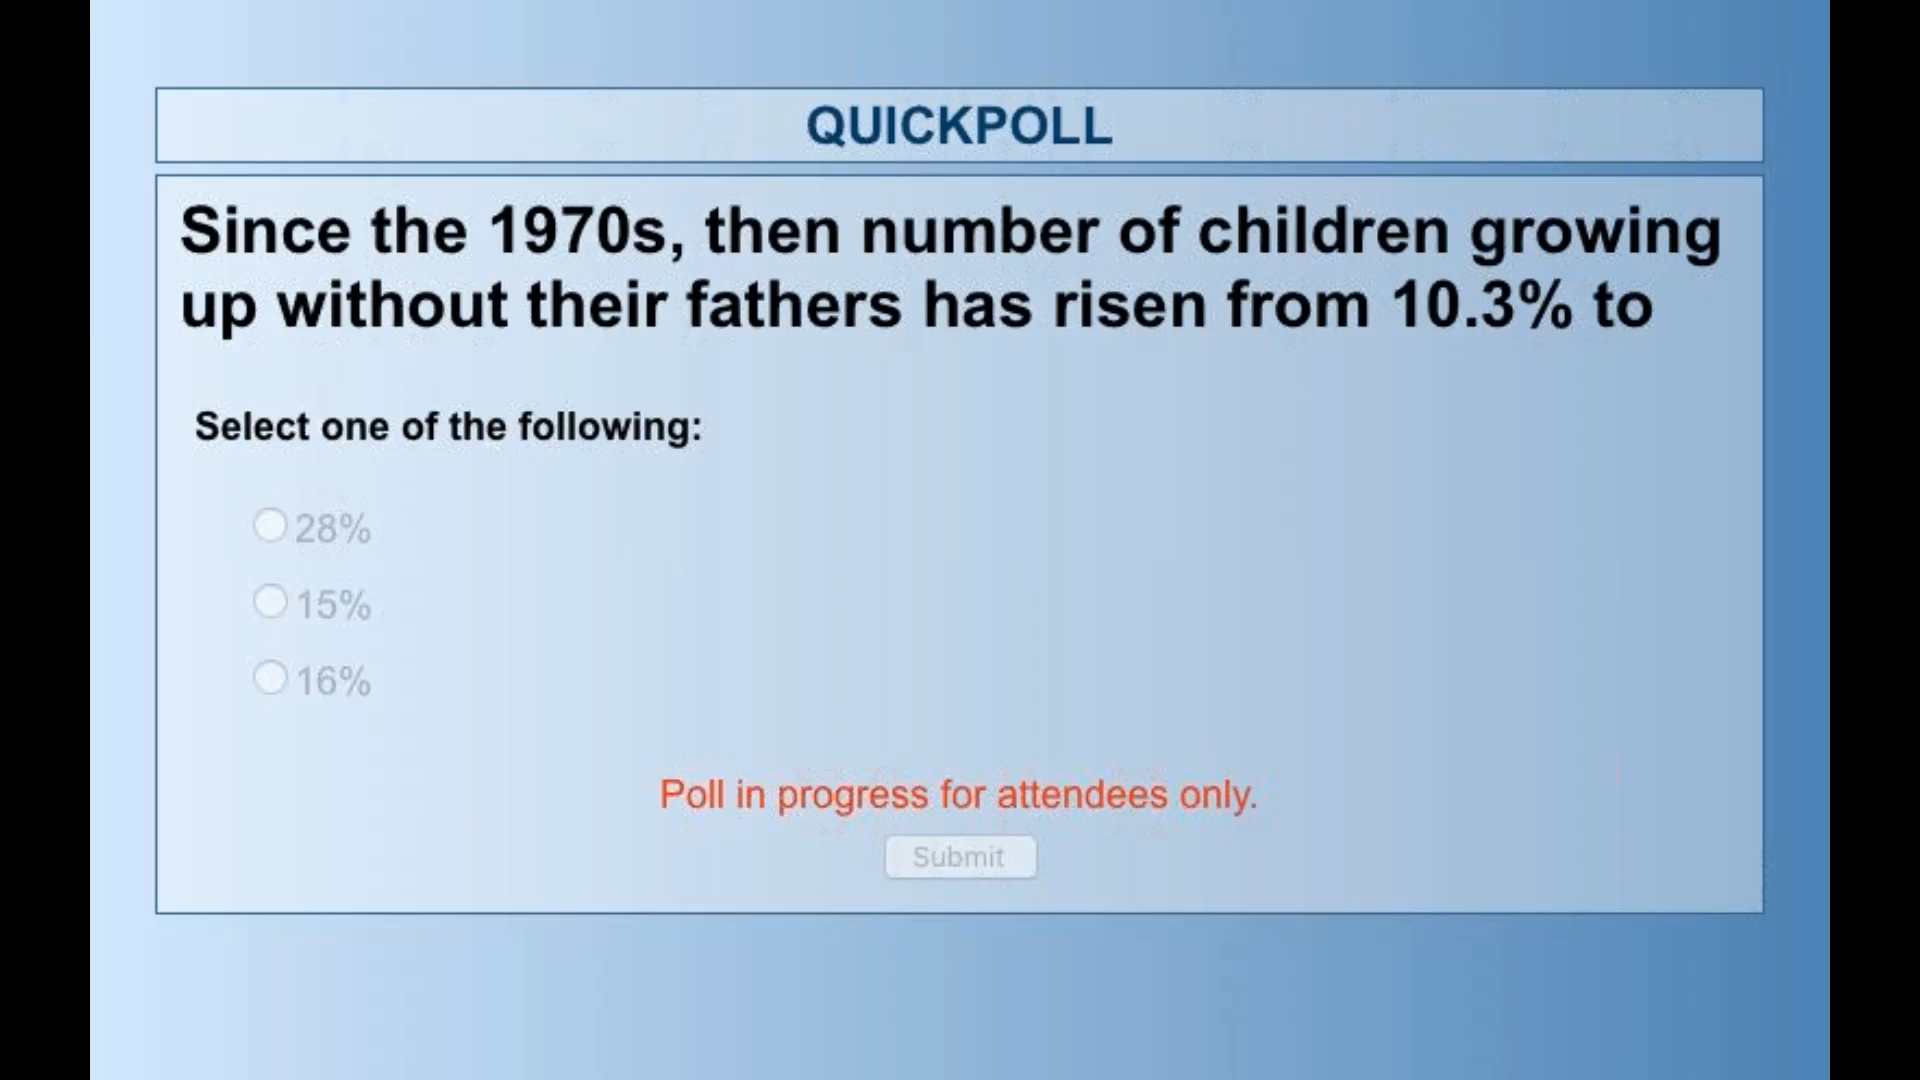 QUICKPOLL
Since the 1970s, then number of children growing
up without their fathers has risen from 10.3% to
Select one of the following:
28%
15%
16%
Poll in progress for attendees only.
Submit